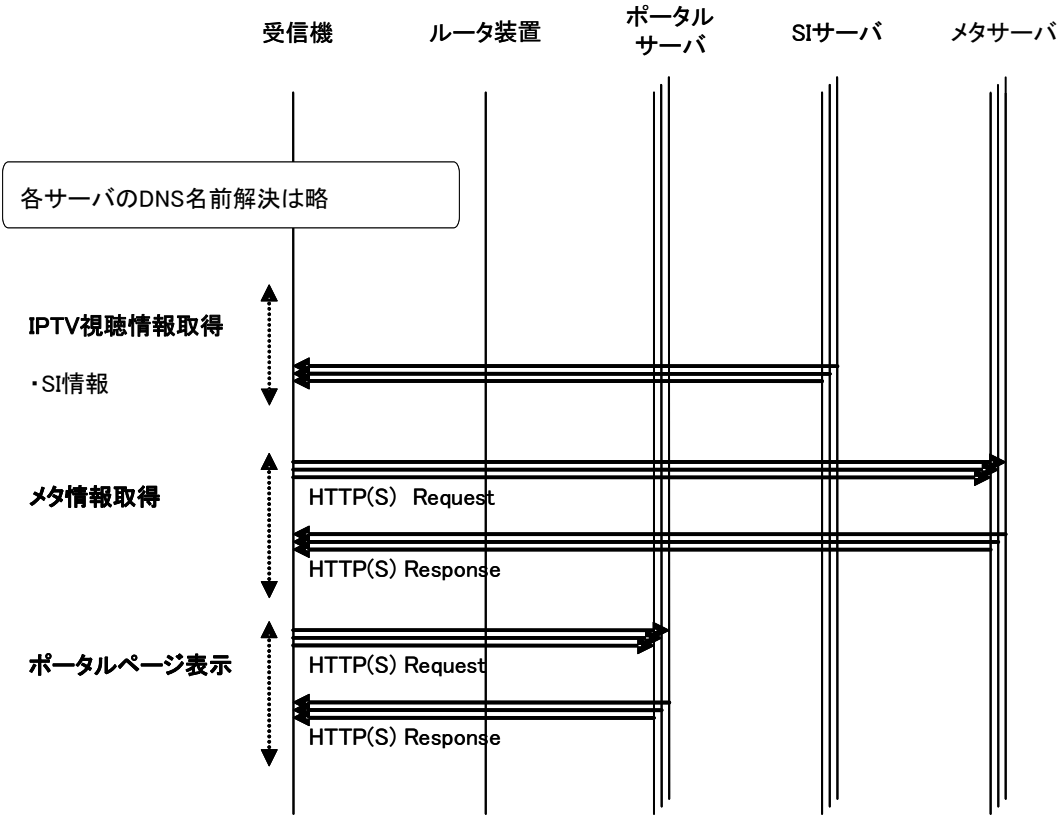 受信機
ルータ装置
ポータル
サーバ
SIサーバ
メタサーバ
各サーバのDNS名前解決は略
IPTV視聴情報取得
・SI情報
メタ情報取得
HTTP(S) Request
HTTP(S) Response
ポータルページ表示
HTTP(S) Request
HTTP(S) Response